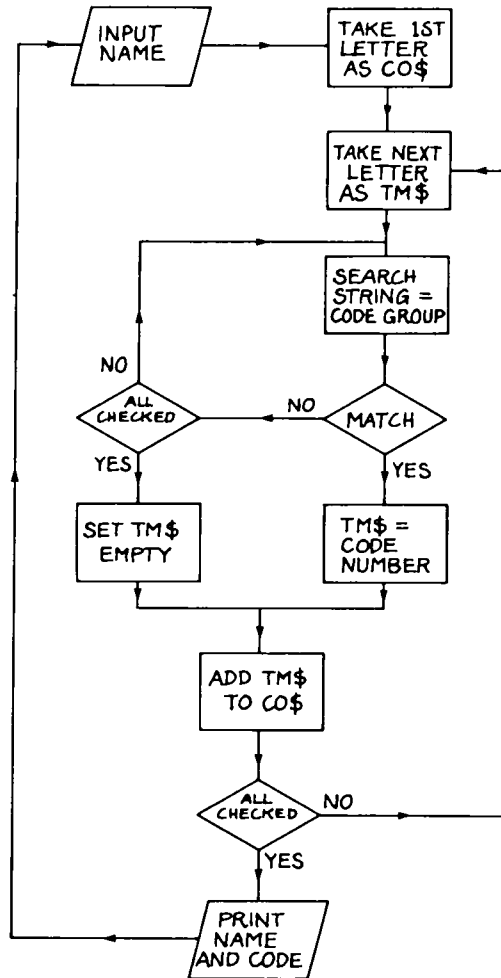 INPUT
NAME
TAKE 1ST
LETTER
AS CO$
TAKE NEXT
LETTER
AS TM$
SEARCH
STRING =
CODE GROUP
NO
ALL
CHECKED
NO
MATCH
YES
YES
SET TM$
EMPTY
TM$ =
CODE
NUMBER
ADD TM$
TO CO$
ALL
CHECKED
NO
YES
PRINT
NAME
AND CODE